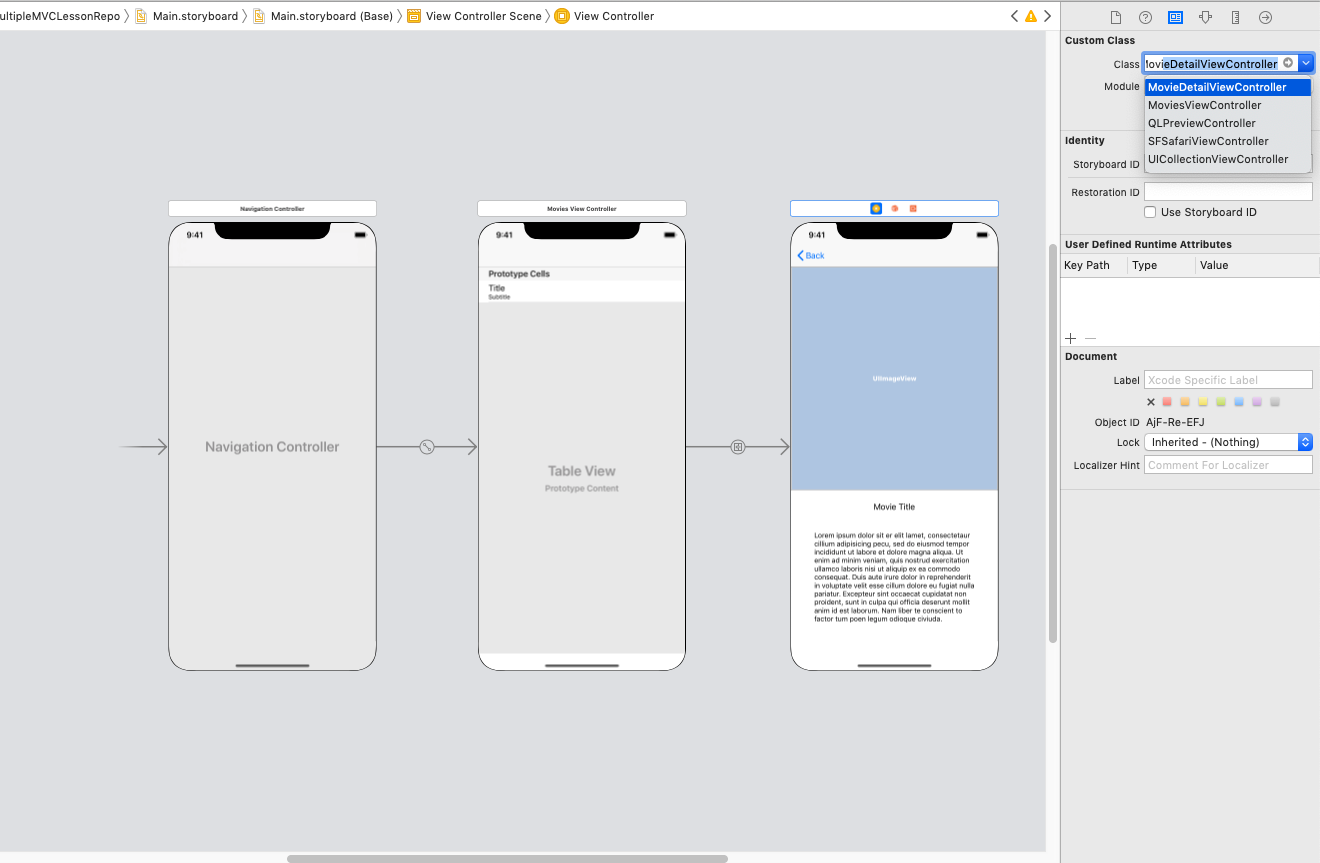 ultipleMVCLessonRepo
Main.storyboard
Main.storyboard (Base)
View Controller Scene
View Controller
Navigation Controller
9:41
Navigation Controller
Movies View Controller
9:41
Prototype Cells
Title
Subtitle
Table View
Prototype Content
9:41
Back
UIImageView
Movie Title
Lorem ipsum dolor sit er elit lamet, consectetaur
cillium adipisicing pecu, sed do eiusmod tempor
incididunt ut labore et dolore magna aliqua. Ut
enim ad minim veniam, quis nostrud exercitation
ullamco laboris nisi ut aliquip ex ea commodo
consequat. Duis aute irure dolor in reprehenderit
in voluptate velit esse cillum dolore eu fugiat nulla
pariatur. Excepteur sint occaecat cupidatat non
proident, sunt in culpa qui officia deserunt mollit
anim id est laborum. Nam liber te conscient to
factor tum poen legum odioque civiuda.
Custom Class
Class ovieDetailViewController
Module
MovieDetailViewController
MoviesViewController
QLPreviewController
SFSafariViewController
UICollectionViewController
Identity
Storyboard ID
Restoration ID
Use Storyboard ID
User Defined Runtime Attributes
Key Path Type Value
Document
Label Xcode Specific Label
Object ID AjF-Re-EFJ
Lock Inherited - (Nothing)
Localizer Hint Comment For Localizer